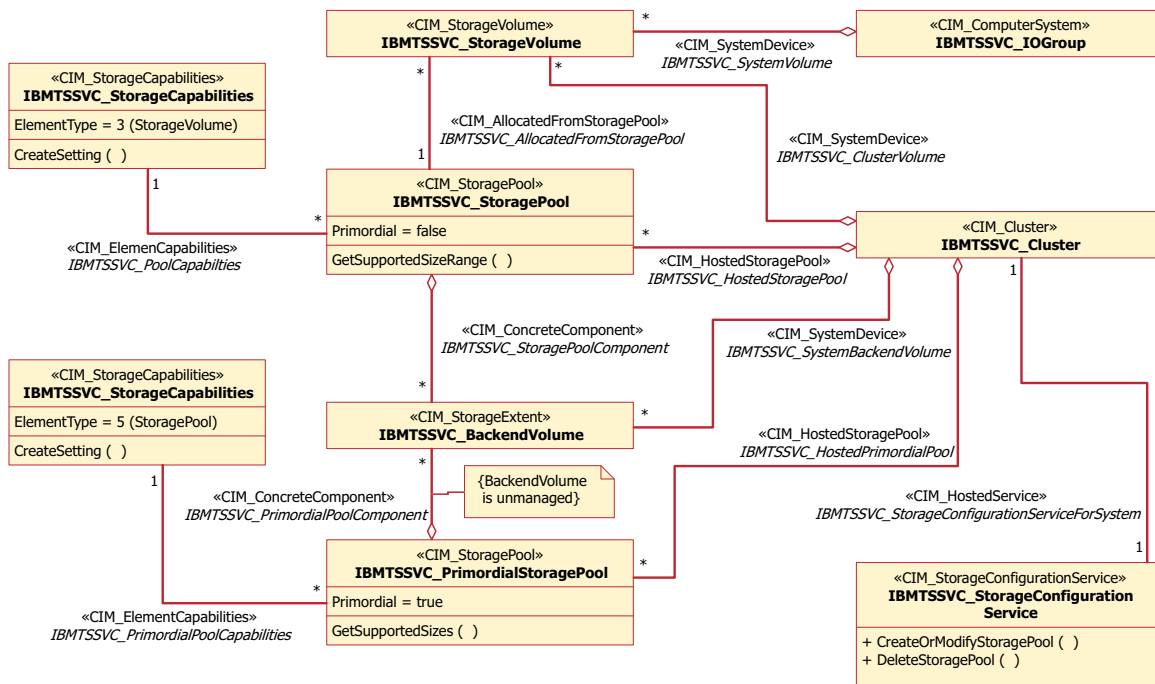 «CIM_StorageVolume»
IBMTSSVC_StorageVolume
*
«CIM_SystemDevice»
IBMTSSVC_SystemVolume
«CIM_ComputerSystem»
IBMTSSVC_IOGroup
«CIM_StorageCapabilities»
IBMTSSVC_StorageCapabilities
ElementType = 3 (StorageVolume)
CreateSetting ( )
1
*
«CIM_ElemenCapabilities»
IBMTSSVC_PoolCapabilties
*
«CIM_AllocatedFromStoragePool»
IBMTSSVC_AllocatedFromStoragePool
1
*
«CIM_SystemDevice»
IBMTSSVC_ClusterVolume
«CIM_StoragePool»
IBMTSSVC_StoragePool
Primordial = false
GetSupportedSizeRange ( )
*
«CIM_HostedStoragePool»
IBMTSSVC_HostedStoragePool
«CIM_Cluster»
IBMTSSVC_Cluster
1
«CIM_ConcreteComponent»
IBMTSSVC_StoragePoolComponent
*
«CIM_SystemDevice»
IBMTSSVC_SystemBackendVolume
*
«CIM_StorageCapabilities»
IBMTSSVC_StorageCapabilities
ElementType = 5 (StoragePool)
CreateSetting ( )
1
«CIM_StorageExtent»
IBMTSSVC_BackendVolume
*
«CIM_HostedStoragePool»
IBMTSSVC_HostedPrimordialPool
«CIM_ConcreteComponent»
IBMTSSVC_PrimordialPoolComponent
{BackendVolume
is unmanaged}
«CIM_HostedService»
IBMTSSVC_StorageConfigurationServiceForSystem
1
«CIM_StoragePool»
IBMTSSVC_PrimordialStoragePool
Primordial = true
GetSupportedSizes ( )
*
*
«CIM_ElementCapabilities»
IBMTSSVC_PrimordialPoolCapabilities
«CIM_StorageConfigurationService»
IBMTSSVC_StorageConfiguration
Service
+ CreateOrModifyStoragePool ( )
+ DeleteStoragePool ( )